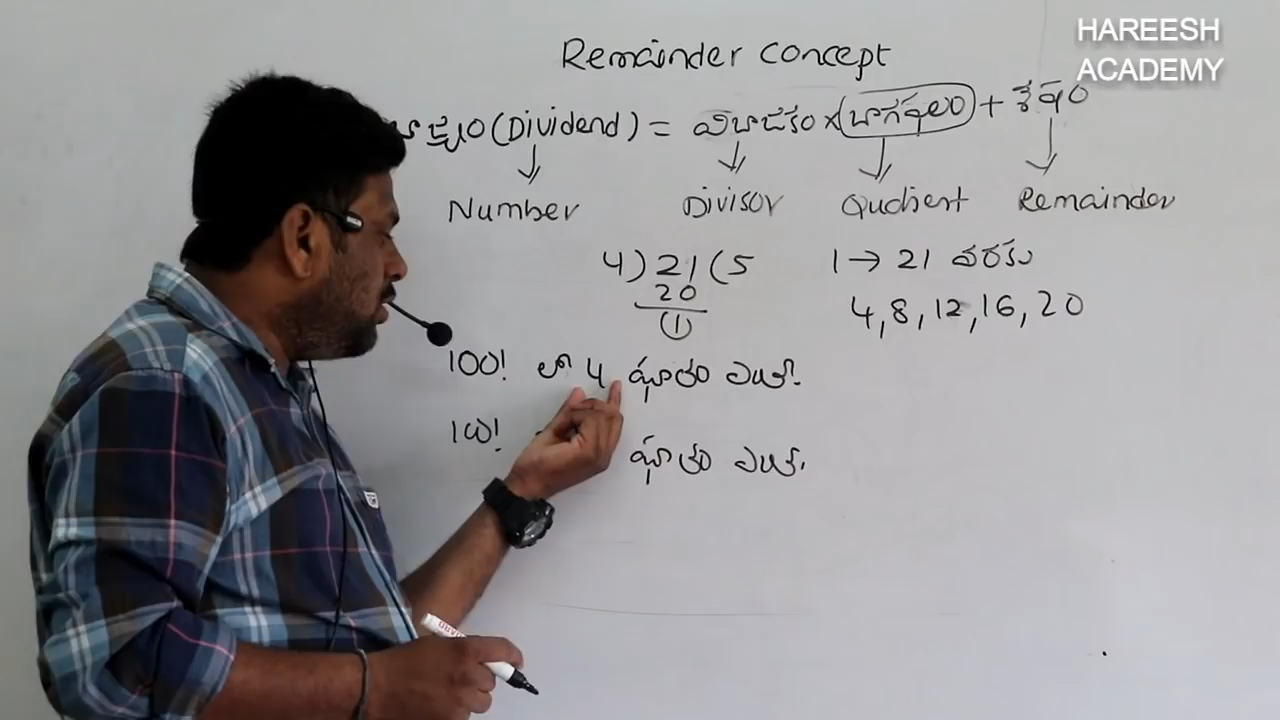 HAREESH
ACADEMY
Remainder concept
(Dividend) = విభాజకం × భాగఫలం + శేషం
Number Divisor Quotient Remainder
4) 21 (5 1 → 21 వరకు
20 4, 8, 12, 16, 20
(1)
100! లో 4 ఘాతం ఎంత.
100!
ఘాతం ఎంత.